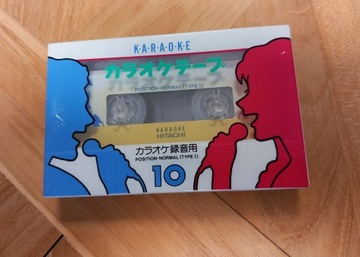 K·A·R·A·O·K·E
カラオケテープ
POSITION·NORMAL (TYPE I)
KARAOKE
HITACHI
カラオケ録音用
POSITION·NORMAL (TYPE I)
10